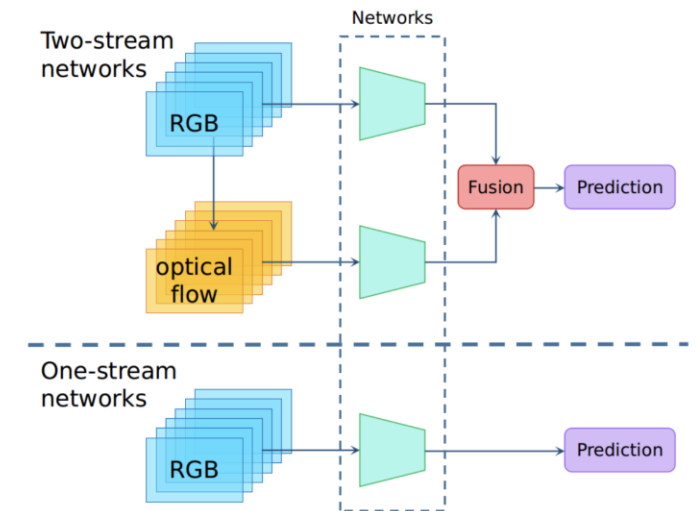 Networks
Two-stream
networks
RGB
Fusion
Prediction
optical
flow
One-stream
networks
RGB
Prediction